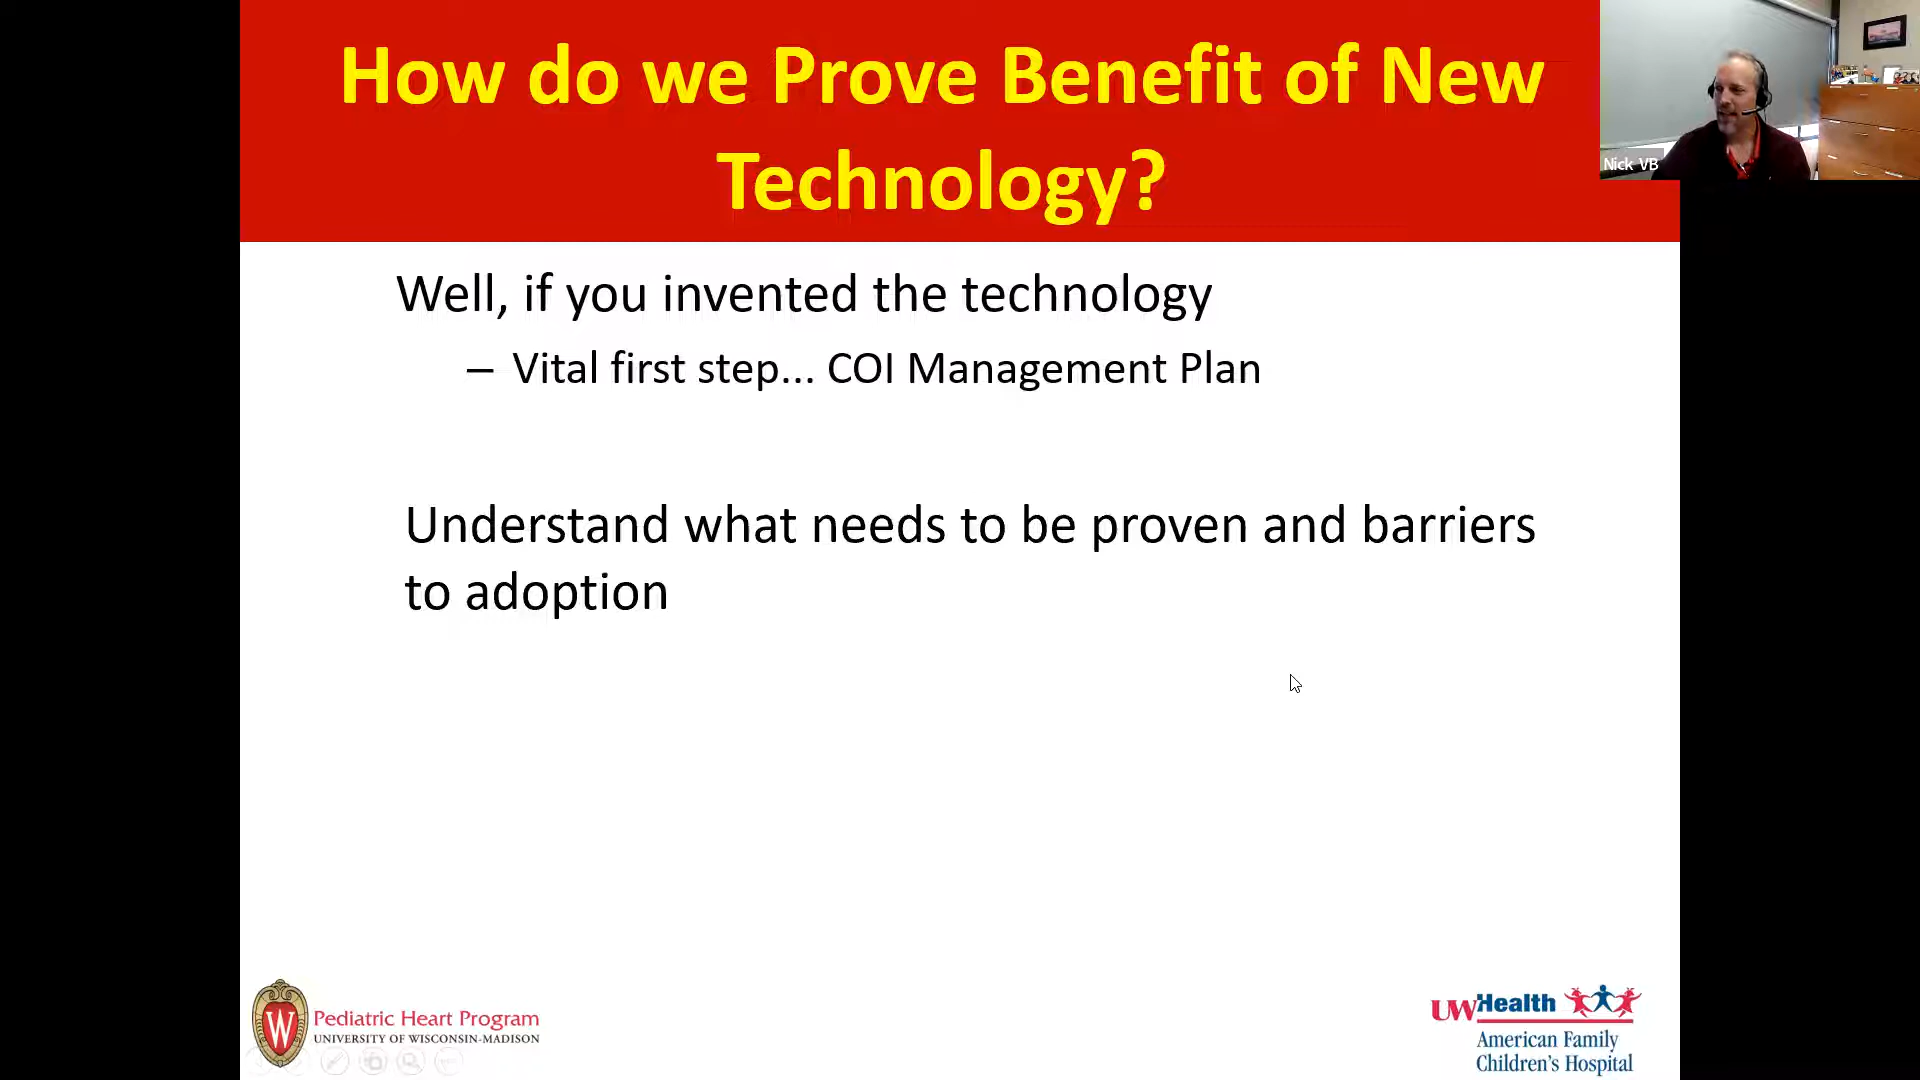 How do we Prove Benefit of New
Technology?
Nick VB
Well, if you invented the technology
– Vital first step... COI Management Plan
Understand what needs to be proven and barriers
to adoption
W
Pediatric Heart Program
UNIVERSITY OF WISCONSIN-MADISON
UWHealth
American Family
Children's Hospital